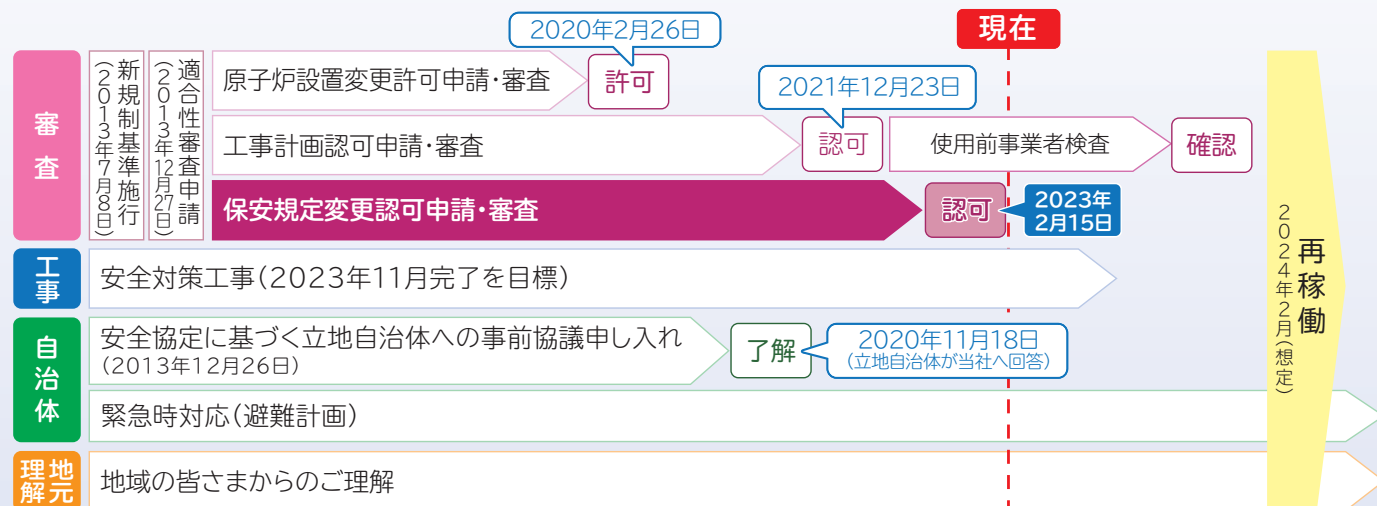 2020年2月26日
現在
審査
新規制基準施行
(2013年7月8日)
適合性審査申請
(2013年12月27日)
原子炉設置変更許可申請・審査
許可
2021年12月23日
工事計画認可申請・審査
認可
使用前事業者検査
確認
保安規定変更認可申請・審査
認可
2023年
2月15日
工事
安全対策工事(2023年11月完了を目標)
自治体
安全協定に基づく立地自治体への事前協議申し入れ
(2013年12月26日)
了解
2020年11月18日
(立地自治体が当社へ回答)
緊急時対応(避難計画)
地元
理解
地域の皆さまからのご理解
再稼働
2024年2月(想定)